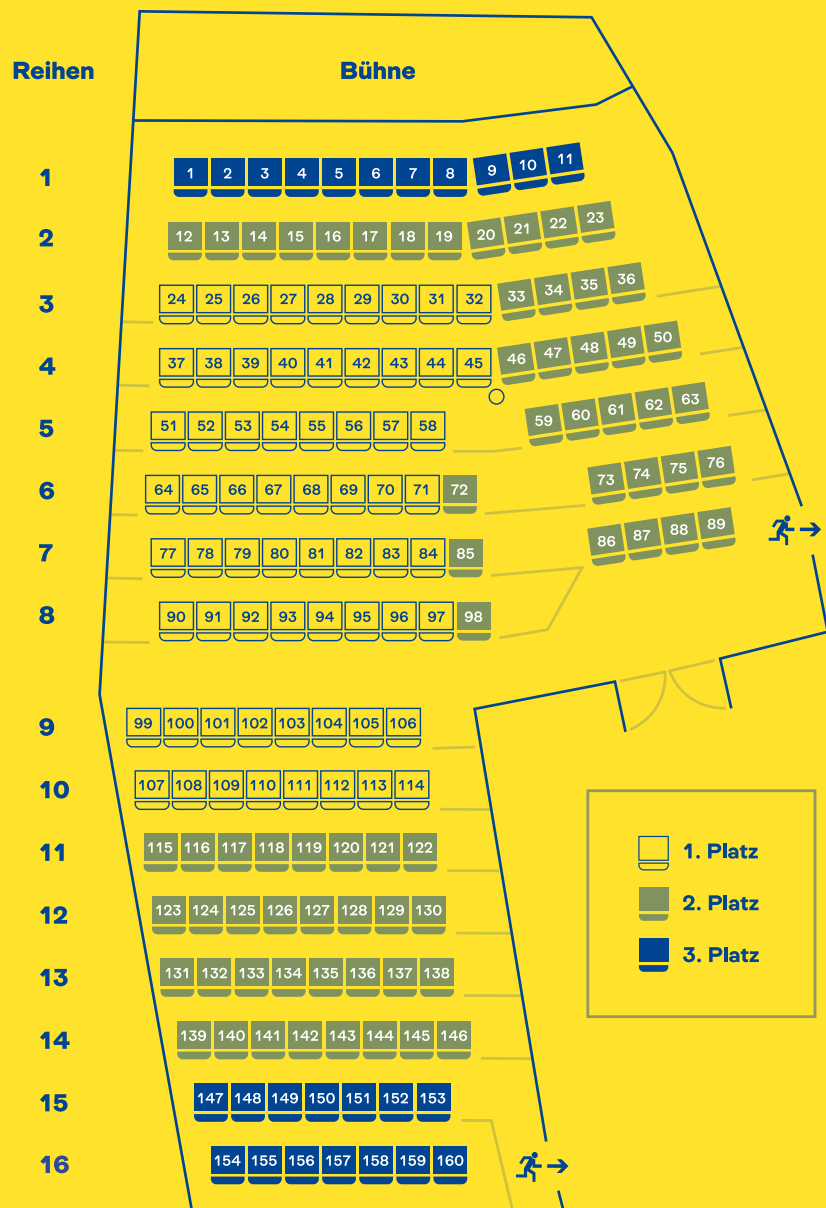 Reihen Bühne
1 1 2 3 4 5 6 7 8 9 10 11
2 12 13 14 15 16 17 18 19 20 21 22 23
3 24 25 26 27 28 29 30 31 32 33 34 35 36
4 37 38 39 40 41 42 43 44 45 46 47 48 49 50
5 51 52 53 54 55 56 57 58 59 60 61 62 63
6 64 65 66 67 68 69 70 71 72 73 74 75 76
7 77 78 79 80 81 82 83 84 85 86 87 88 89
8 90 91 92 93 94 95 96 97 98
9 99 100 101 102 103 104 105 106
10 107 108 109 110 111 112 113 114
11 115 116 117 118 119 120 121 122
12 123 124 125 126 127 128 129 130
13 131 132 133 134 135 136 137 138
14 139 140 141 142 143 144 145 146
15 147 148 149 150 151 152 153
16 154 155 156 157 158 159 160
1. Platz
2. Platz
3. Platz